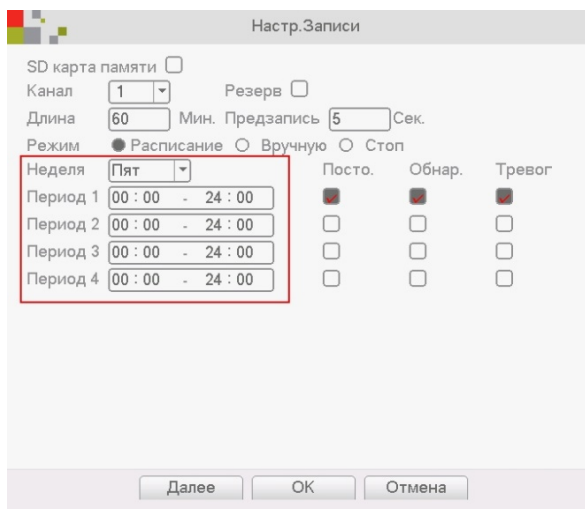 Настр.Записи
SD карта памяти
Канал 1 Резерв
Длина 60 Мин. Предзапись 5 Сек.
Режим Расписание Вручную Стоп
Неделя Пят Посто. Обнар. Тревог
Период 1 00 : 00 - 24 : 00
Период 2 00 : 00 - 24 : 00
Период 3 00 : 00 - 24 : 00
Период 4 00 : 00 - 24 : 00
Далее OK Отмена